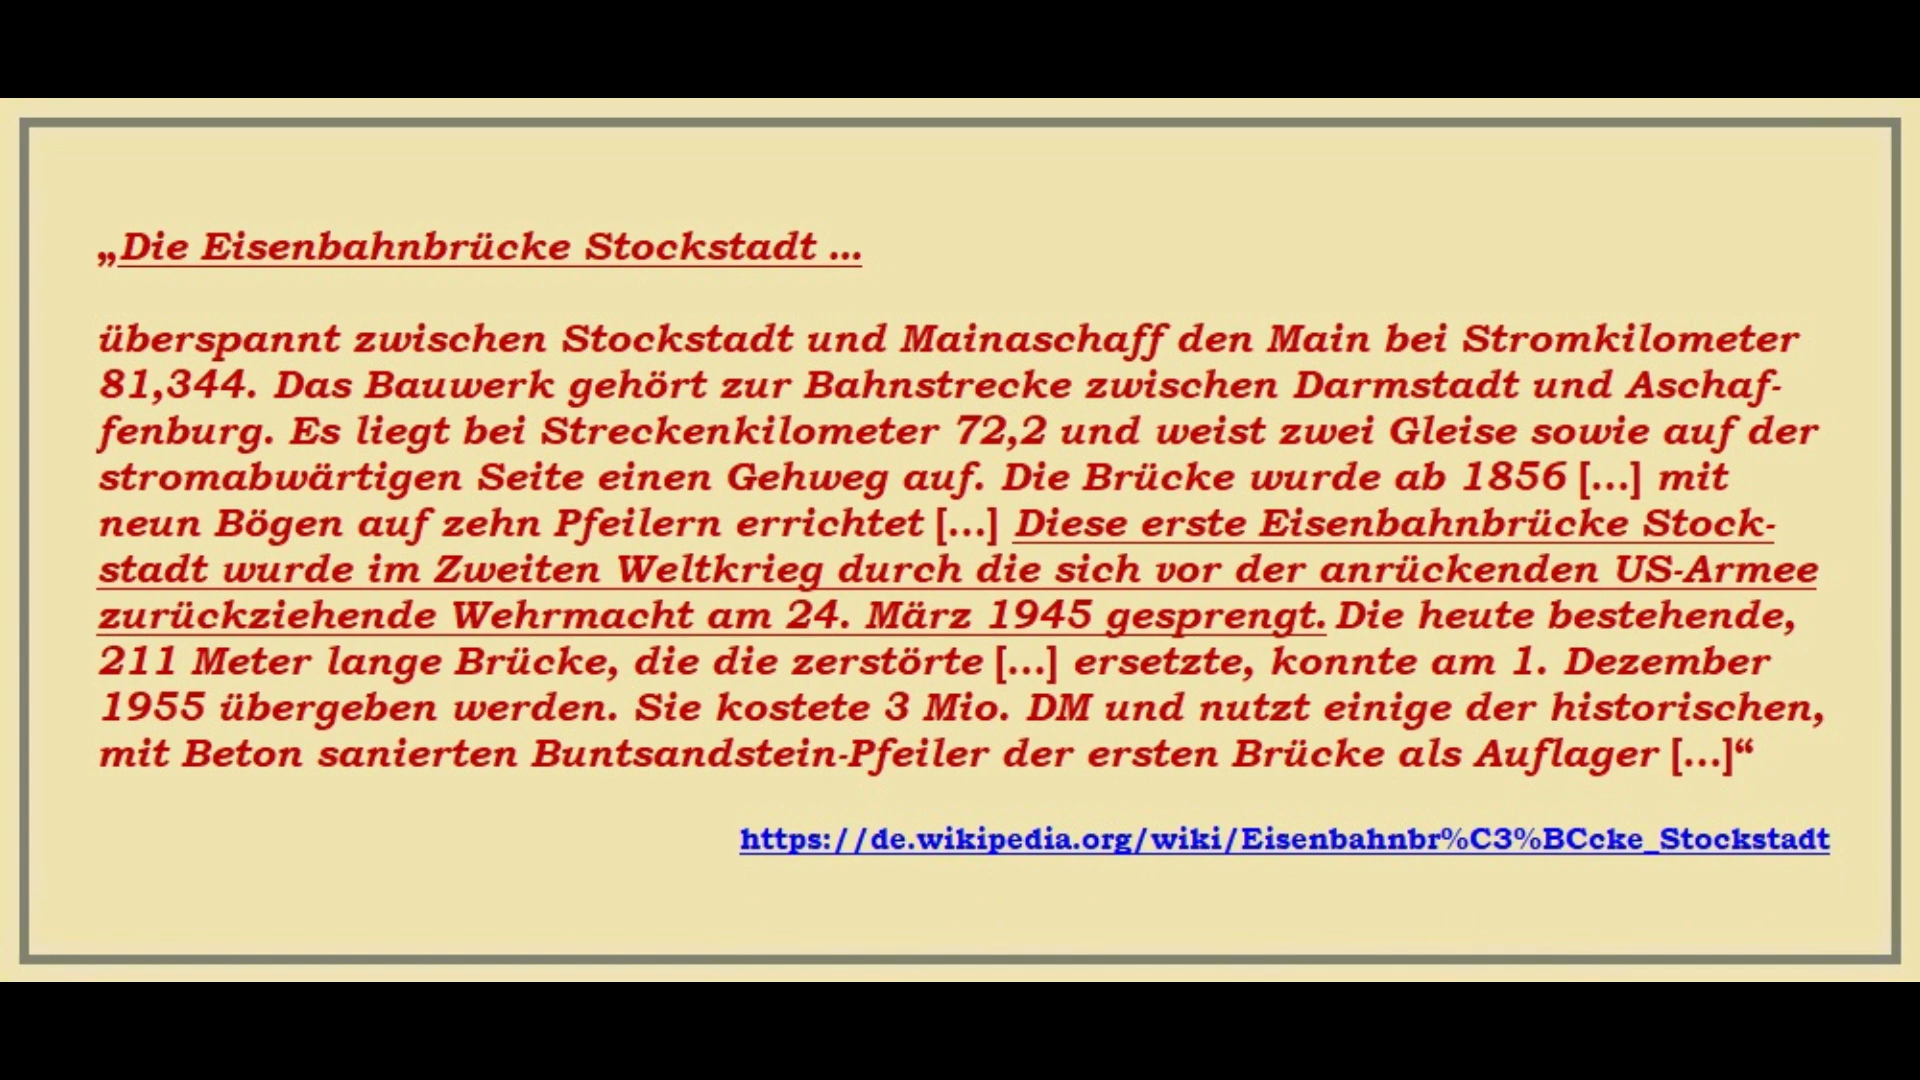 „Die Eisenbahnbrücke Stockstadt ...
überspannt zwischen Stockstadt und Mainaschaff den Main bei Stromkilometer
81,344. Das Bauwerk gehört zur Bahnstrecke zwischen Darmstadt und Aschaf-
fenburg. Es liegt bei Streckenkilometer 72,2 und weist zwei Gleise sowie auf der
stromabwärtigen Seite einen Gehweg auf. Die Brücke wurde ab 1856 [...] mit
neun Bögen auf zehn Pfeilern errichtet [...] Diese erste Eisenbahnbrücke Stock-
stadt wurde im Zweiten Weltkrieg durch die sich vor der anrückenden US-Armee
zurückziehende Wehrmacht am 24. März 1945 gesprengt. Die heute bestehende,
211 Meter lange Brücke, die die zerstörte [...] ersetzte, konnte am 1. Dezember
1955 übergeben werden. Sie kostete 3 Mio. DM und nutzt einige der historischen,
mit Beton sanierten Buntsandstein-Pfeiler der ersten Brücke als Auflager [...]“
https://de.wikipedia.org/wiki/Eisenbahnbr%C3%BCcke_Stockstadt